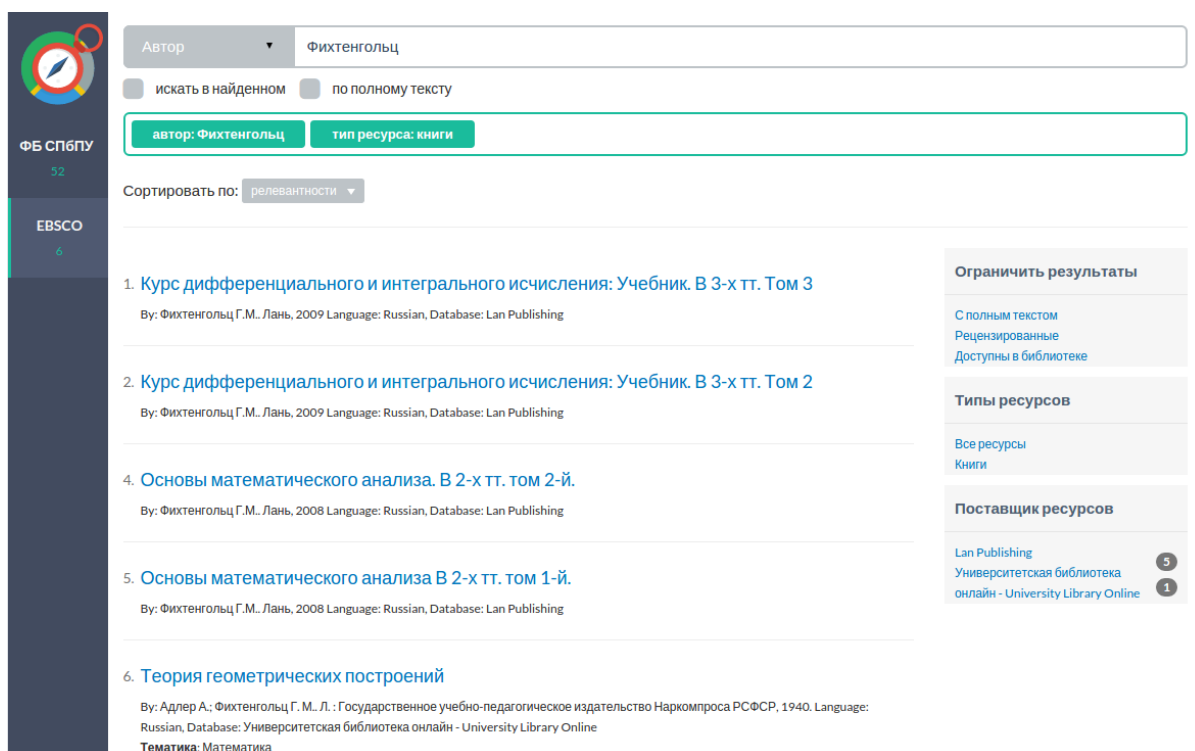 Автор
Фихтенгольц
искать в найденном
по полному тексту
автор: Фихтенгольц
тип ресурса: книги
ФБ СПбПУ
52
Сортировать по: релевантности
EBSCO
6
1. Курс дифференциального и интегрального исчисления: Учебник. В 3-х тт. Том 3
By: Фихтенгольц Г.М.. Лань, 2009 Language: Russian, Database: Lan Publishing
2. Курс дифференциального и интегрального исчисления: Учебник. В 3-х тт. Том 2
By: Фихтенгольц Г.М.. Лань, 2009 Language: Russian, Database: Lan Publishing
4. Основы математического анализа. В 2-х тт. том 2-й.
By: Фихтенгольц Г.М.. Лань, 2008 Language: Russian, Database: Lan Publishing
5. Основы математического анализа В 2-х тт. том 1-й.
By: Фихтенгольц Г.М.. Лань, 2008 Language: Russian, Database: Lan Publishing
6. Теория геометрических построений
By: Адлер А.; Фихтенгольц Г. М.. Л. : Государственное учебно-педагогическое издательство Наркомпроса РСФСР, 1940. Language:
Russian, Database: Университетская библиотека онлайн - University Library Online
Тематика: Математика
Ограничить результаты
С полным текстом
Рецензированные
Доступны в библиотеке
Типы ресурсов
Все ресурсы
Книги
Поставщик ресурсов
Lan Publishing
5
Университетская библиотека
онлайн - University Library Online
1